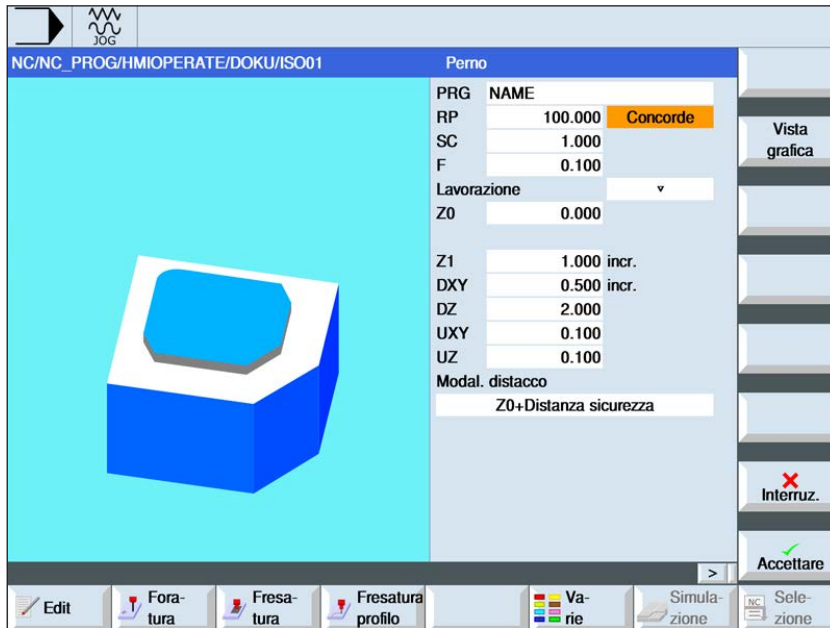 JOG
NC/NC_PROG/HMIOPERATE/DOKU/ISO01
Perno
PRG NAME
RP 100.000 Concorde
SC 1.000
F 0.100
Lavorazione ▿
Z0 0.000
Z1 1.000 incr.
DXY 0.500 incr.
DZ 2.000
UXY 0.100
UZ 0.100
Modal. distacco
Z0+Distanza sicurezza
Vista
grafica
Interruz.
Accettare
>
Edit
Fora-
tura
Fresa-
tura
Fresatura
profilo
Va-
rie
Simula-
zione
NC
Sele-
zione